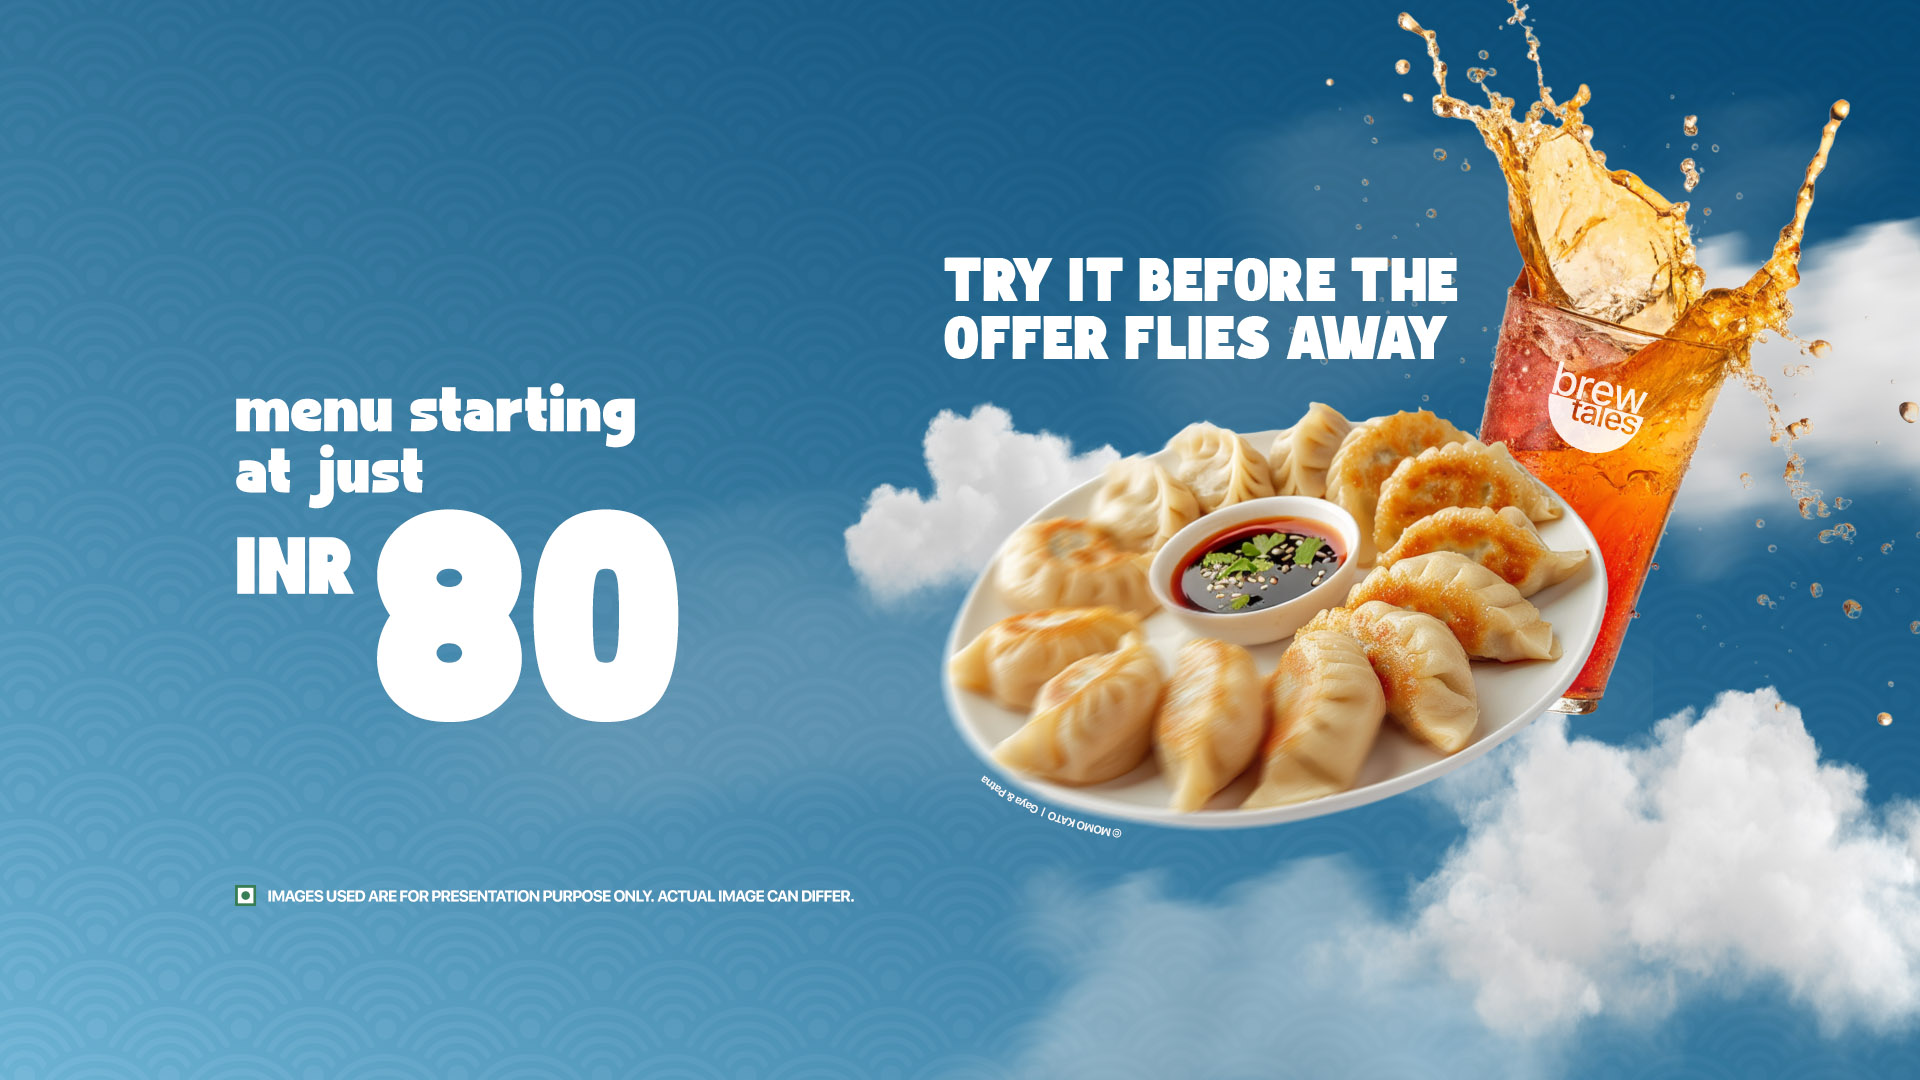 TRY IT BEFORE THE
OFFER FLIES AWAY
brew
tales
menu starting
at just
INR 80
© MOMO KATO | Gaya & Patna
IMAGES USED ARE FOR PRESENTATION PURPOSE ONLY. ACTUAL IMAGE CAN DIFFER.